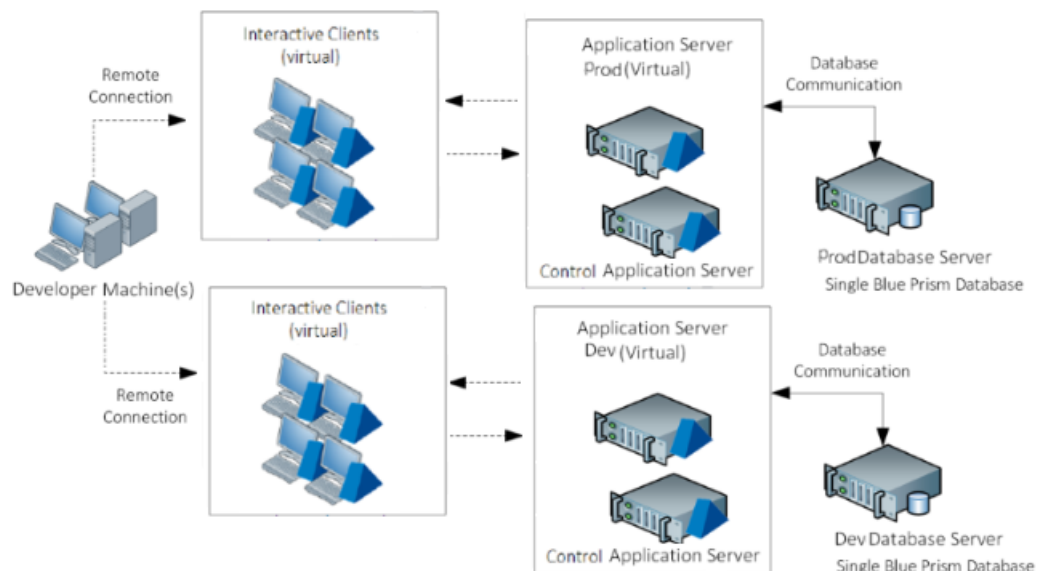 Interactive Clients
(virtual)
Application Server
Prod (Virtual)
Database
Communication
Remote
Connection
Control Application Server
Prod Database Server
Single Blue Prism Database
Developer Machine(s)
Interactive Clients
(virtual)
Application Server
Dev (Virtual)
Database
Communication
Remote
Connection
Control Application Server
Dev Database Server
Single Blue Prism Database